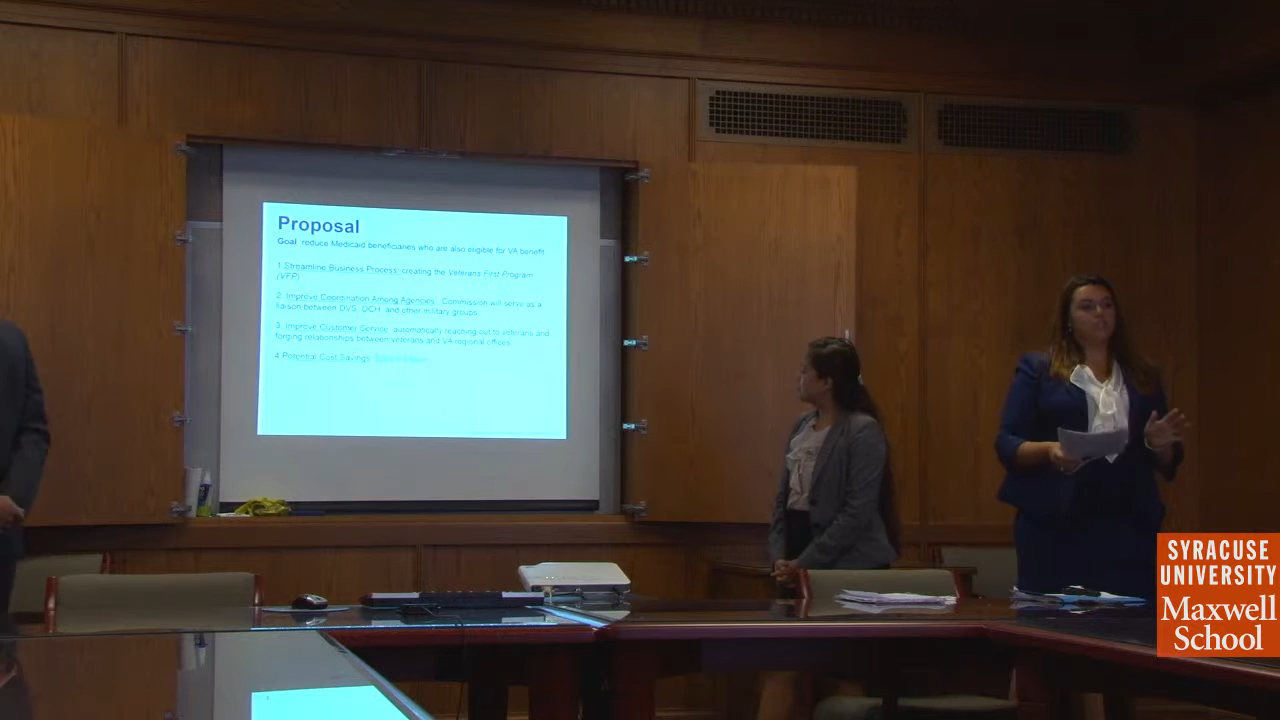 Proposal
Goal reduce Medicaid beneficiaries who are also eligible for VA benefit
1 Streamline Business Process creating the Veterans First Program
(VFP)
2. Improve Coordination Among Agencies Commission will serve as a
liaison between DVS, DCH and other military groups
3. Improve Customer Service automatically reaching out to veterans and
forging relationships between veterans and VA regional offices
4 Potential Cost Savings
SYRACUSE
UNIVERSITY
Maxwell
School